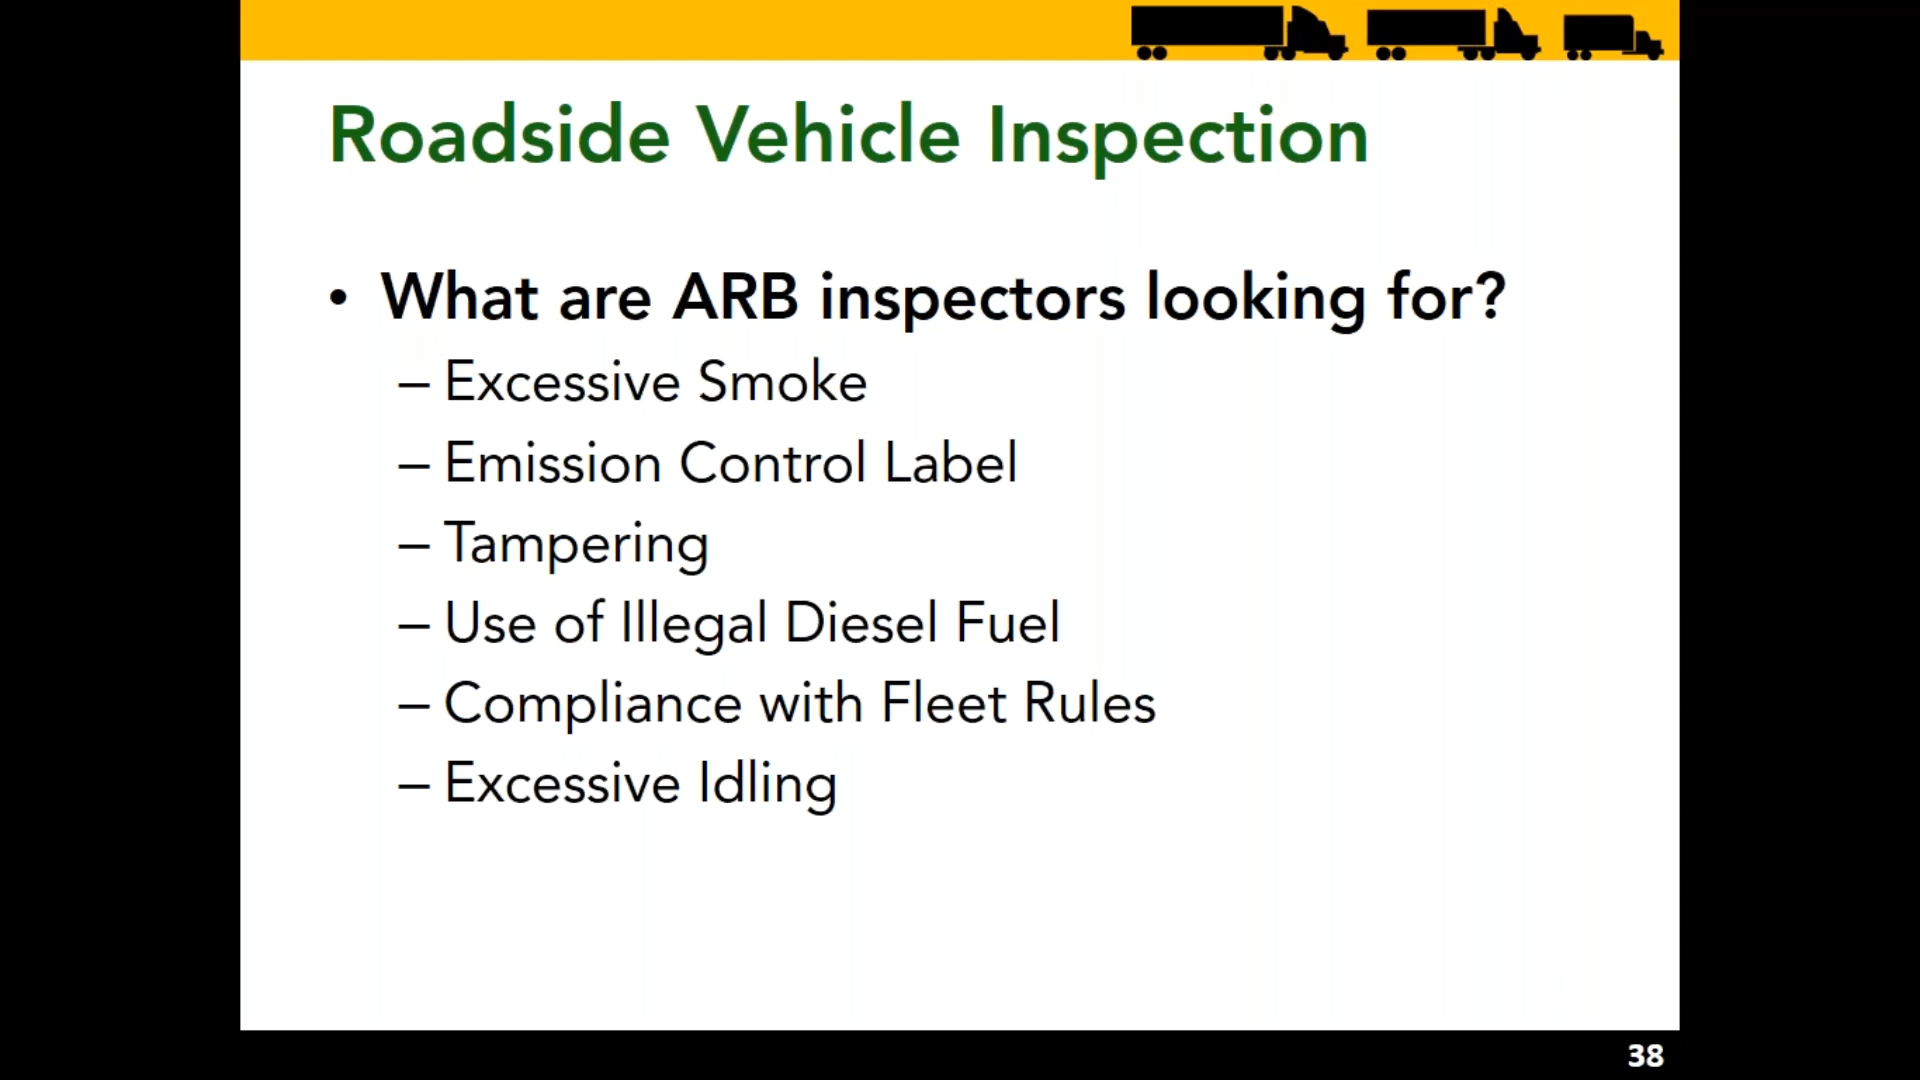 Roadside Vehicle Inspection
• What are ARB inspectors looking for?
– Excessive Smoke
– Emission Control Label
– Tampering
– Use of Illegal Diesel Fuel
– Compliance with Fleet Rules
– Excessive Idling
38